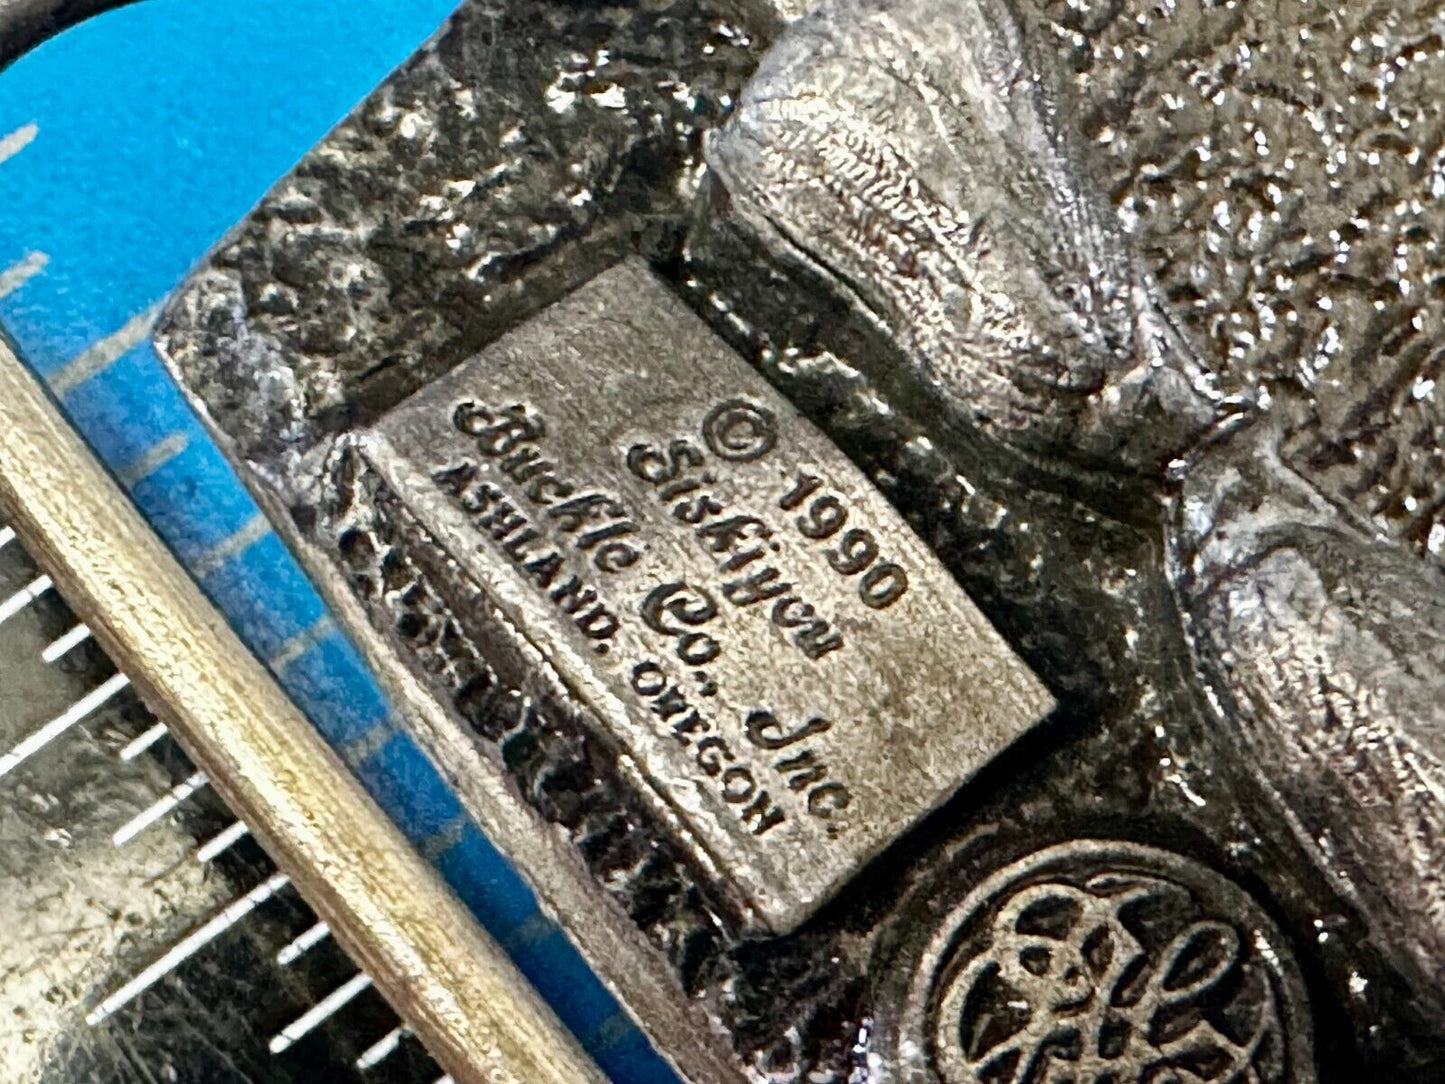 © 1990
Siskiyou
Buckle Co., Inc.
ASHLAND, OREGON